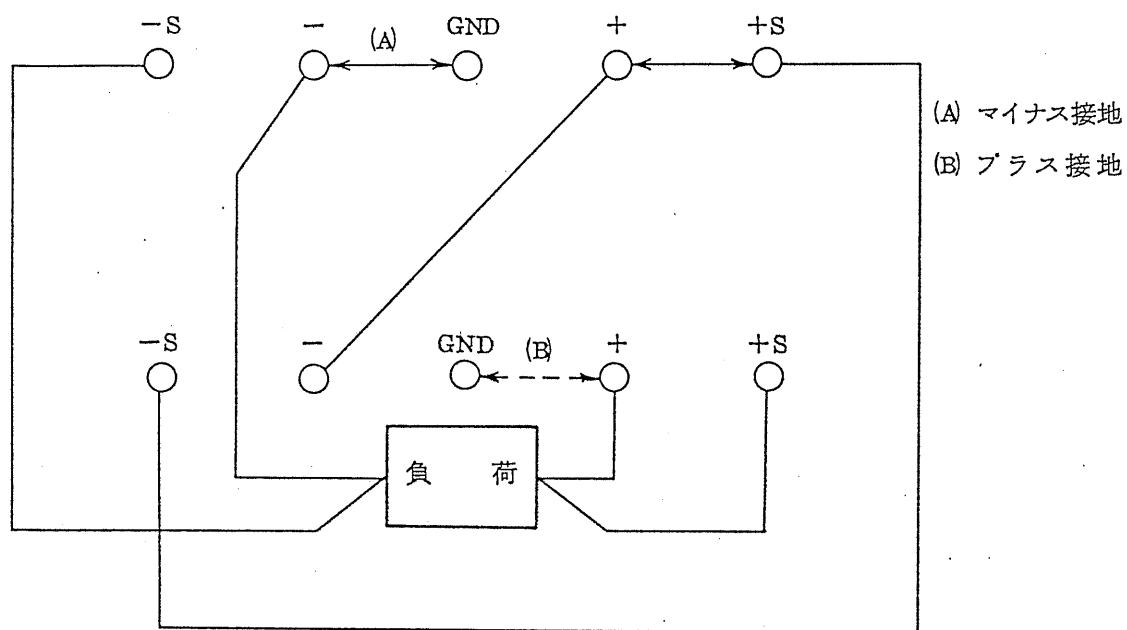 －S － GND ＋ ＋S
(A)
(A) マイナス接地
(B) プラス接地
－S － GND (B) ＋ ＋S
負荷